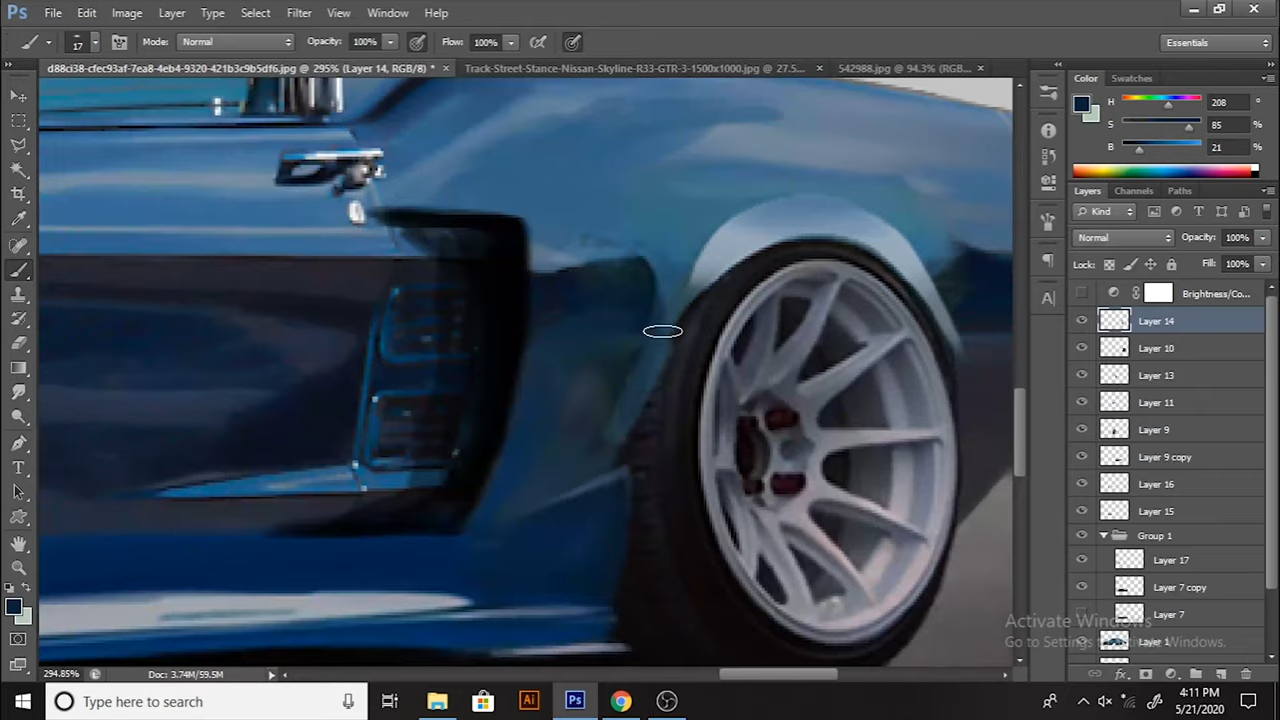 Ps File Edit Image Layer Type Select Filter View Window Help
17 Mode: Normal Opacity: 100% Flow: 100% Essentials
d88ci38-cfec93af-7ea8-4eb4-9320-421b3c9b5df6.jpg @ 295% (Layer 14, RGB/8) * × Track-Street-Stance-Nissan-Skyline-R33-GTR-3-1500x1000.jpg @ 27.5... × 542988.jpg @ 94.3% (RGB... ×
Color Swatches
H 208 °
S 85 %
B 21 %
Layers Channels Paths
Kind
Normal Opacity: 100%
Lock: Fill: 100%
Brightness/Co...
Layer 14
Layer 10
Layer 13
Layer 11
Layer 9
Layer 9 copy
Layer 16
Layer 15
Group 1
Layer 17
Layer 7 copy
Layer 7
Layer 1
Activate Windows
Go to Settings to activate Windows.
294.85% Doc: 3.74M/59.5M
Type here to search
Ai Ps
4:11 PM
5/21/2020